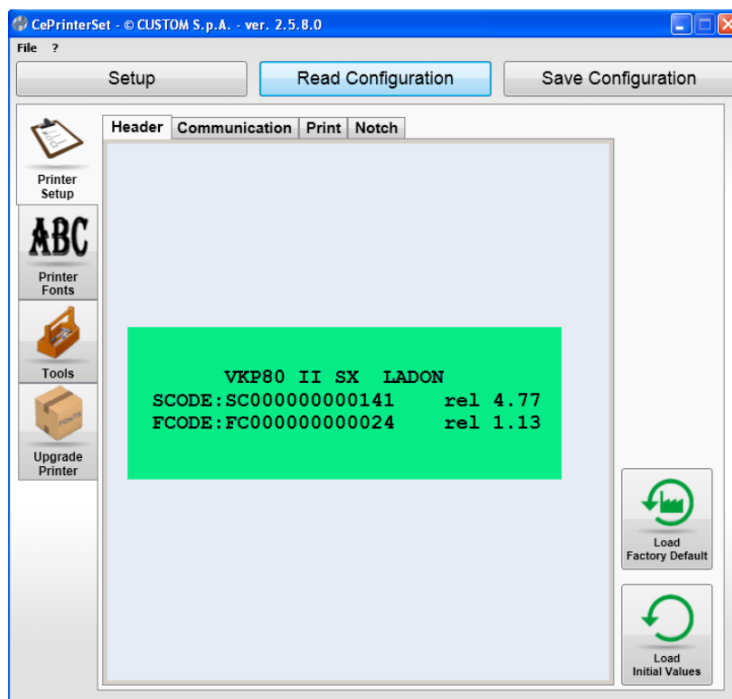 CePrinterSet - © CUSTOM S.p.A. - ver. 2.5.8.0
File ?
Setup Read Configuration Save Configuration
Header Communication Print Notch
Printer
Setup
ABC
Printer
Fonts
Tools
FONTS
Upgrade
Printer
VKP80 II SX LADON
SCODE:SC000000000141 rel 4.77
FCODE:FC000000000024 rel 1.13
Load
Factory Default
Load
Initial Values